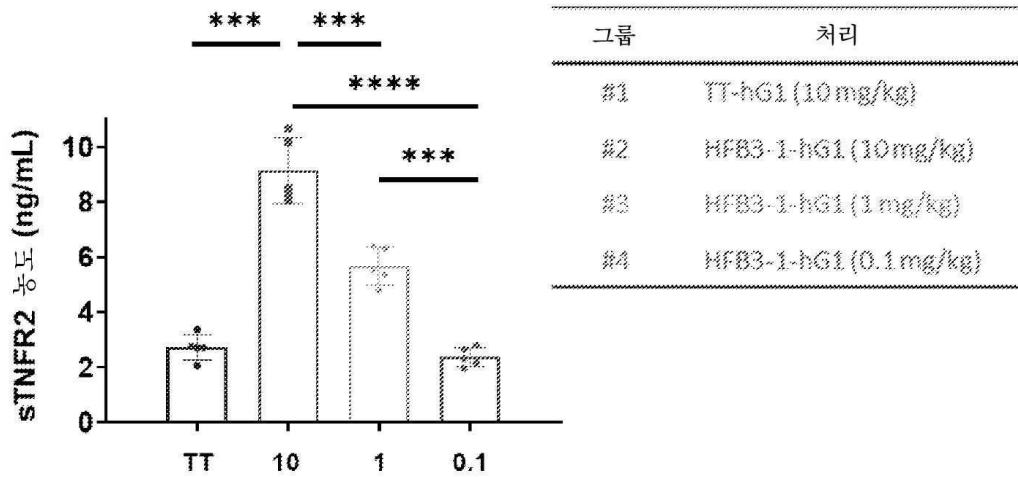 *** ***
****
***
sTNFR2 농도 (ng/mL)
10
8
6
4
2
0
TT 10 1 0.1
그룹 처리
#1 TT-hG1 (10 mg/kg)
#2 HFB3-1-hG1 (10 mg/kg)
#3 HFB3-1-hG1 (1 mg/kg)
#4 HFB3-1-hG1 (0.1 mg/kg)